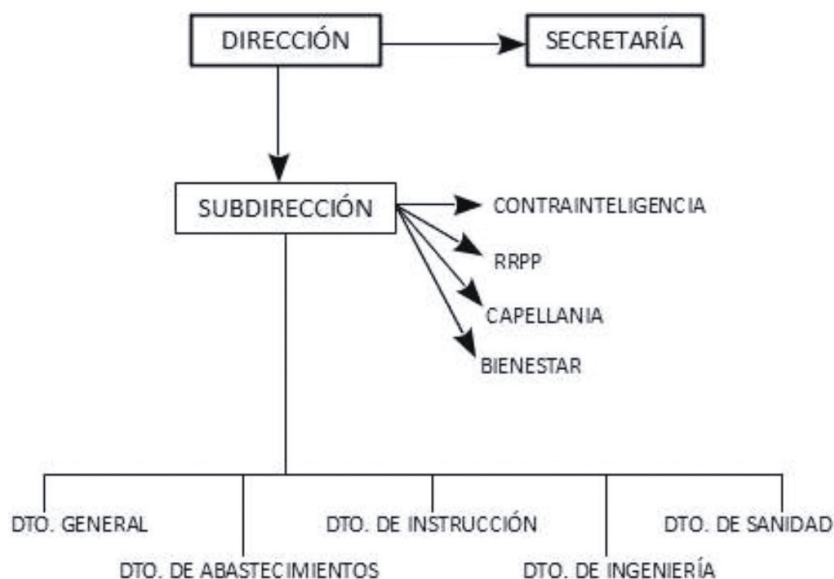 DIRECCIÓN
SECRETARÍA
SUBDIRECCIÓN
CONTRAINTELIGENCIA
RRPP
CAPELLANIA
BIENESTAR
DTO. GENERAL
DTO. DE INSTRUCCIÓN
DTO. DE SANIDAD
DTO. DE ABASTECIMIENTOS
DTO. DE INGENIERÍA